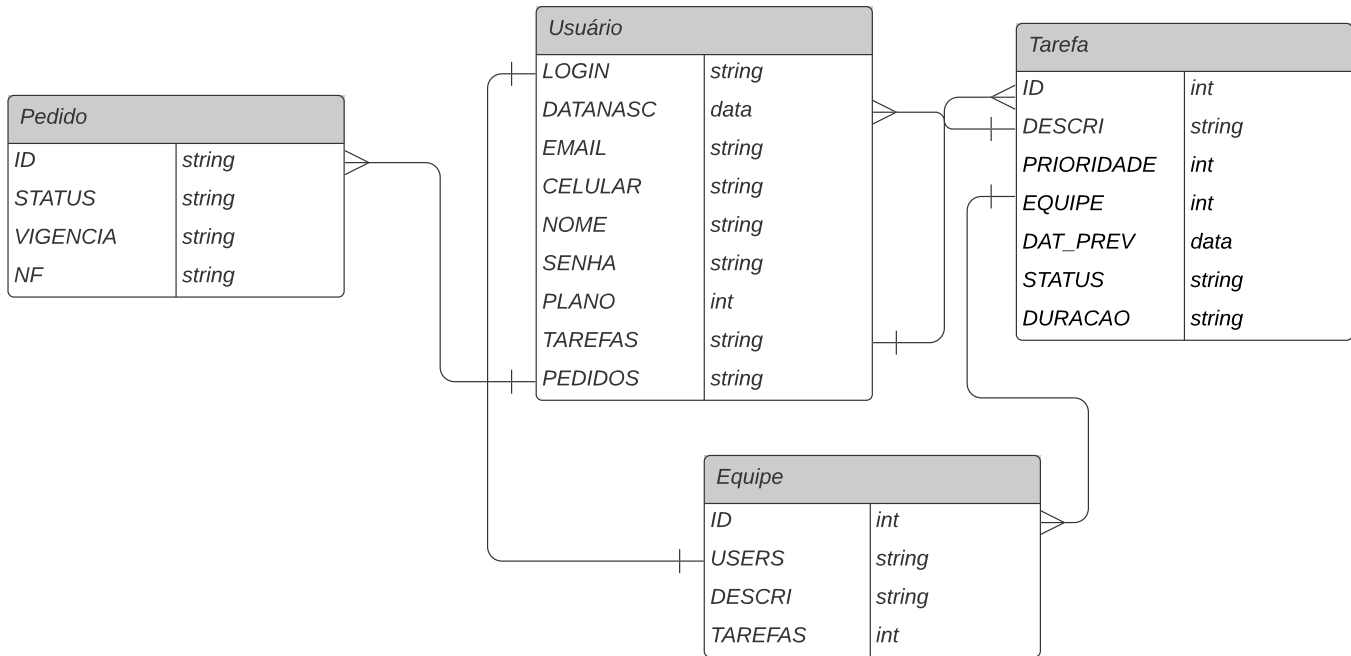 Pedido
ID string
STATUS string
VIGENCIA string
NF string
Usuário
LOGIN string
DATANASC data
EMAIL string
CELULAR string
NOME string
SENHA string
PLANO int
TAREFAS string
PEDIDOS string
Tarefa
ID int
DESCRI string
PRIORIDADE int
EQUIPE int
DAT_PREV data
STATUS string
DURACAO string
Equipe
ID int
USERS string
DESCRI string
TAREFAS int